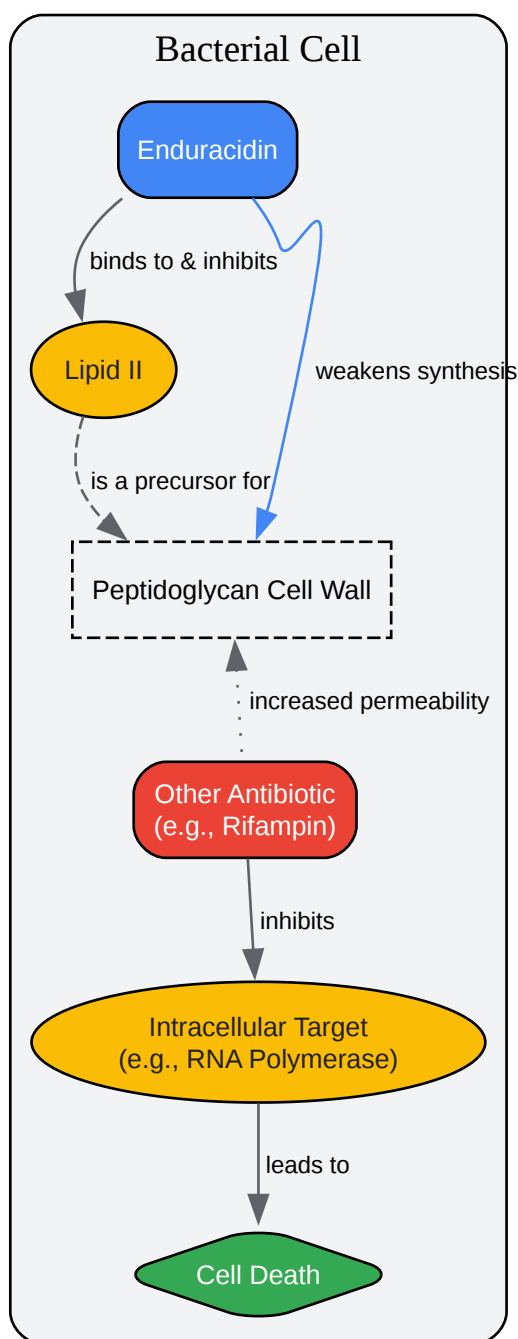 Bacterial Cell
Enduracidin
binds to & inhibits
Lipid II
weakens synthesis
is a precursor for
Peptidoglycan Cell Wall
increased permeability
Other Antibiotic
(e.g., Rifampin)
inhibits
Intracellular Target
(e.g., RNA Polymerase)
leads to
Cell Death